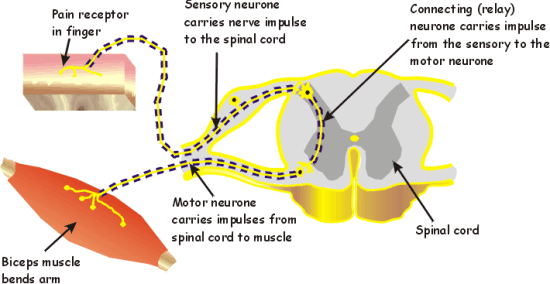 Pain receptor
in finger
Sensory neurone
carries nerve impulse
to the spinal cord
Connecting (relay)
neurone carries impulse
from the sensory to the
motor neurone
Motor neurone
carries impulses from
spinal cord to muscle
Spinal cord
Biceps muscle
bends arm